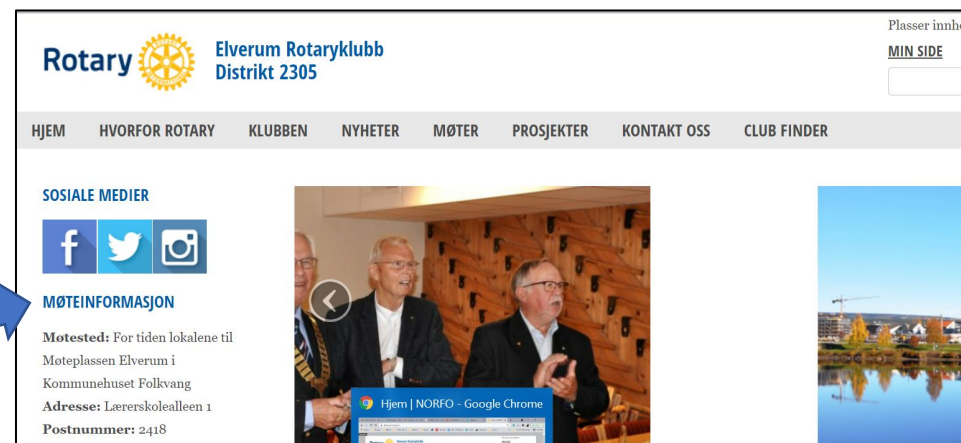 Plasser innh
Rotary
Elverum Rotaryklubb
Distrikt 2305
MIN SIDE
HJEM HVORFOR ROTARY KLUBBEN NYHETER MØTER PROSJEKTER KONTAKT OSS CLUB FINDER
SOSIALE MEDIER
MØTEINFORMASJON
Møtested: For tiden lokalene til
Møteplassen Elverum i
Kommunehuset Folkvang
Adresse: Lærerskolealleen 1
Postnummer: 2418
Hjem | NORFO - Google Chrome